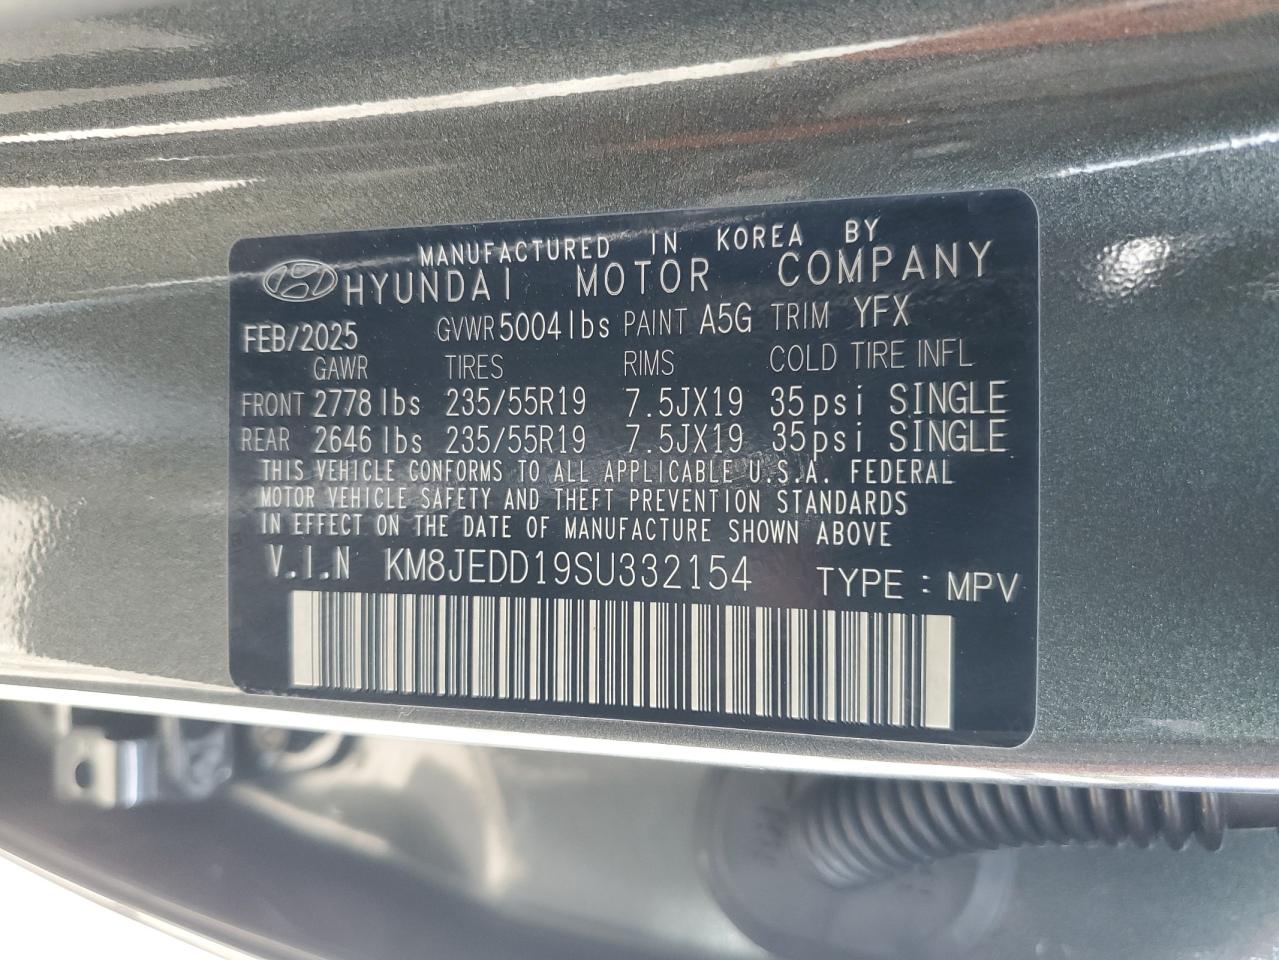 MANUFACTURED IN KOREA BY
HYUNDAI MOTOR COMPANY
FEB/2025 GVWR 5004 lbs PAINT A5G TRIM YFX
GAWR TIRES RIMS COLD TIRE INFL
FRONT 2778 lbs 235/55R19 7.5JX19 35psi SINGLE
REAR 2646 lbs 235/55R19 7.5JX19 35psi SINGLE
THIS VEHICLE CONFORMS TO ALL APPLICABLE U.S.A. FEDERAL
MOTOR VEHICLE SAFETY AND THEFT PREVENTION STANDARDS
IN EFFECT ON THE DATE OF MANUFACTURE SHOWN ABOVE
V.I.N KM8JEDD19SU332154 TYPE : MPV